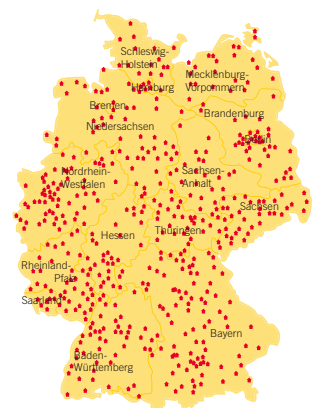 Schleswig-
Holstein
Mecklenburg-
Vorpommern
Hamburg
Bremen
Brandenburg
Niedersachsen
Berlin
Nordrhein-
Westfalen
Sachsen-
Anhalt
Sachsen
Hessen
Thüringen
Rheinland-
Pfalz
Saarland
Bayern
Baden-
Württemberg